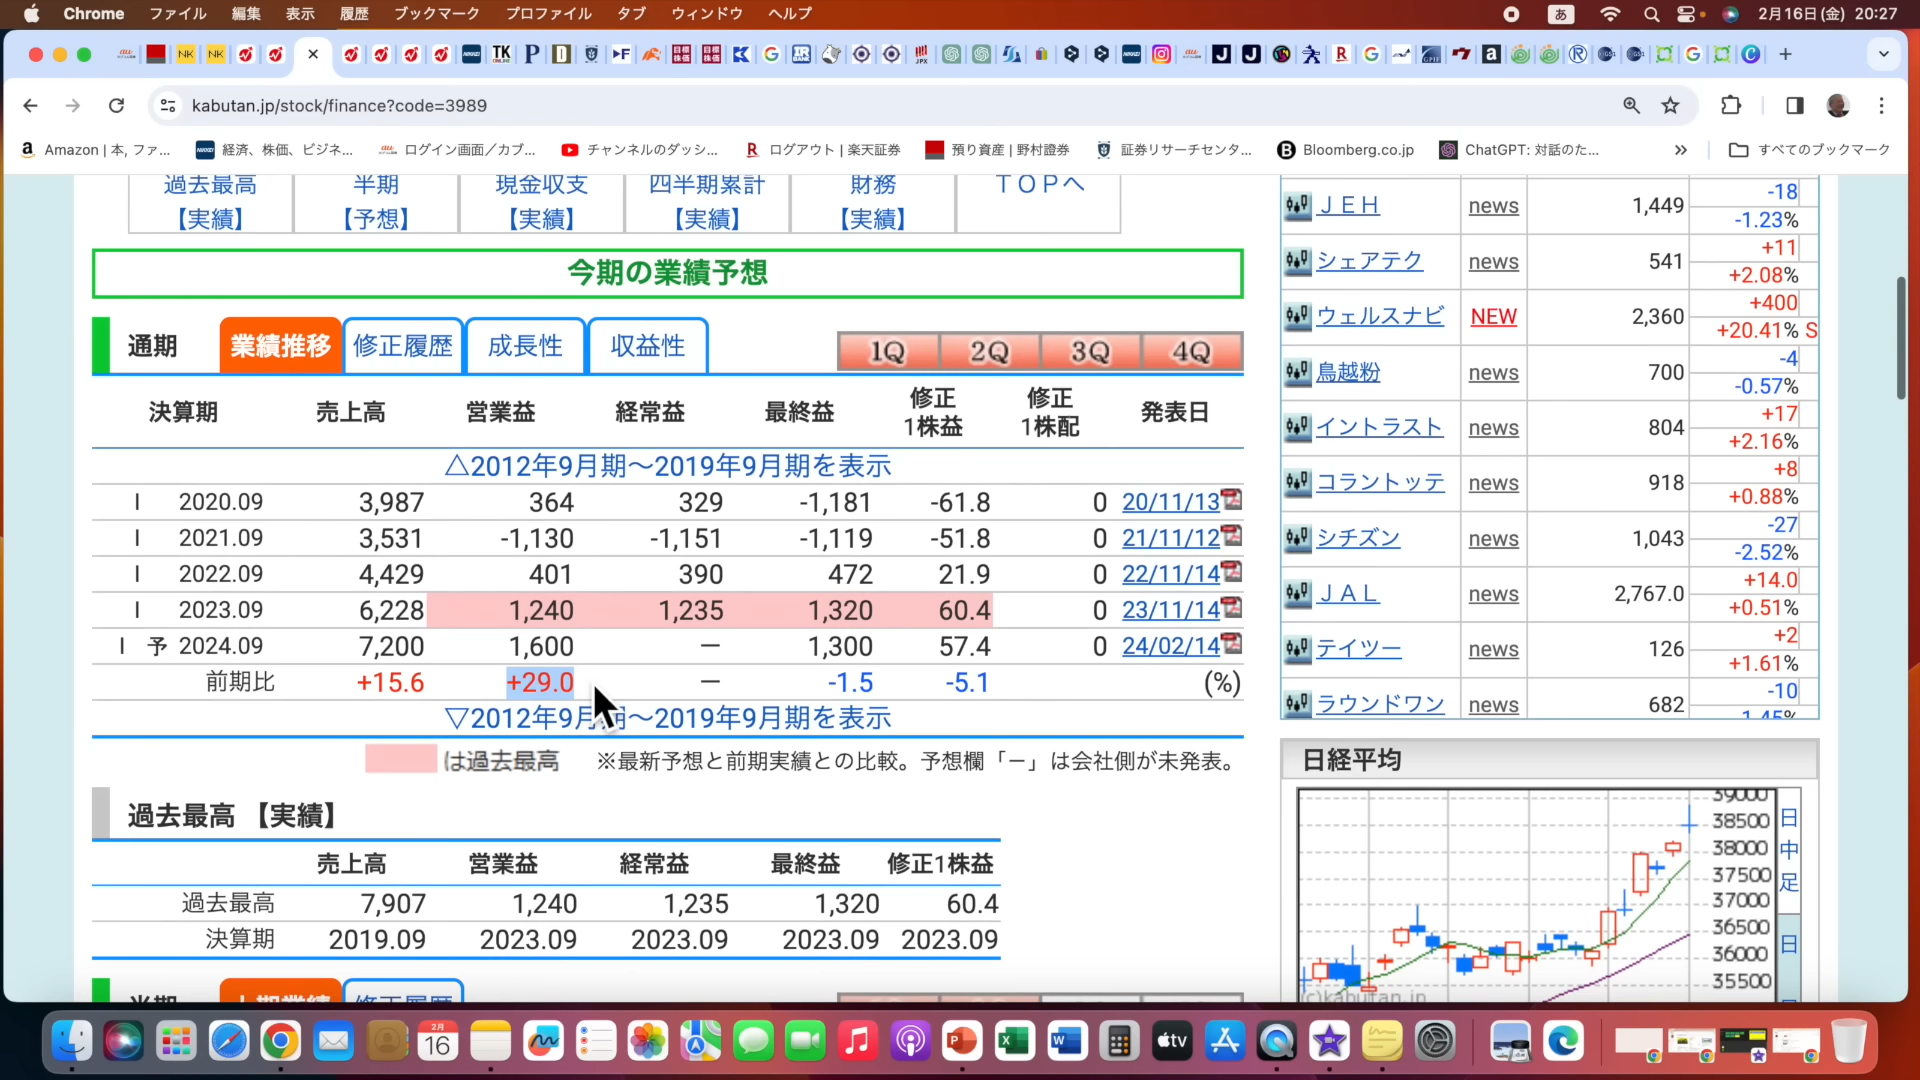 Chrome ファイル 編集 表示 履歴 ブックマーク プロファイル タブ ウィンドウ ヘルプ あ 2月16日(金) 20:27
kabutan.jp/stock/finance?code=3989
Amazon | 本, ファ... 経済、株価、ビジネ... ログイン画面／カブ... チャンネルのダッシ... ログアウト | 楽天証券 預り資産 | 野村證券 証券リサーチセンタ... Bloomberg.co.jp ChatGPT: 対話のた... » すべてのブックマーク
過去最高 半期 現金収支 四半期累計 財務 ＴＯＰへ
【実績】 【予想】 【実績】 【実績】 【実績】
今期の業績予想
通期 業績推移 修正履歴 成長性 収益性 1Q 2Q 3Q 4Q
決算期 売上高 営業益 経常益 最終益 修正1株益 修正1株配 発表日
△2012年9月期～2019年9月期を表示
I 2020.09 3,987 364 329 -1,181 -61.8 0 20/11/13
I 2021.09 3,531 -1,130 -1,151 -1,119 -51.8 0 21/11/12
I 2022.09 4,429 401 390 472 21.9 0 22/11/14
I 2023.09 6,228 1,240 1,235 1,320 60.4 0 23/11/14
I 予 2024.09 7,200 1,600 － 1,300 57.4 0 24/02/14
前期比 +15.6 +29.0 － -1.5 -5.1 (%)
▽2012年9月期～2019年9月期を表示
は過去最高 ※最新予想と前期実績との比較。予想欄「－」は会社側が未発表。
過去最高 【実績】
売上高 営業益 経常益 最終益 修正1株益
過去最高 7,907 1,240 1,235 1,320 60.4
決算期 2019.09 2023.09 2023.09 2023.09 2023.09
ＪＥＨ news 1,449 -18 -1.23%
シェアテク news 541 +11 +2.08%
ウェルスナビ NEW 2,360 +400 +20.41% S
鳥越粉 news 700 -4 -0.57%
イントラスト news 804 +17 +2.16%
コラントッテ news 918 +8 +0.88%
シチズン news 1,043 -27 -2.52%
ＪＡＬ news 2,767.0 +14.0 +0.51%
テイツー news 126 +2 +1.61%
ラウンドワン news 682 -10
日経平均
39000
38500
38000
37500
37000
36500
36000
35500
日中足
日
(c)kabutan.jp
2月
16
tv